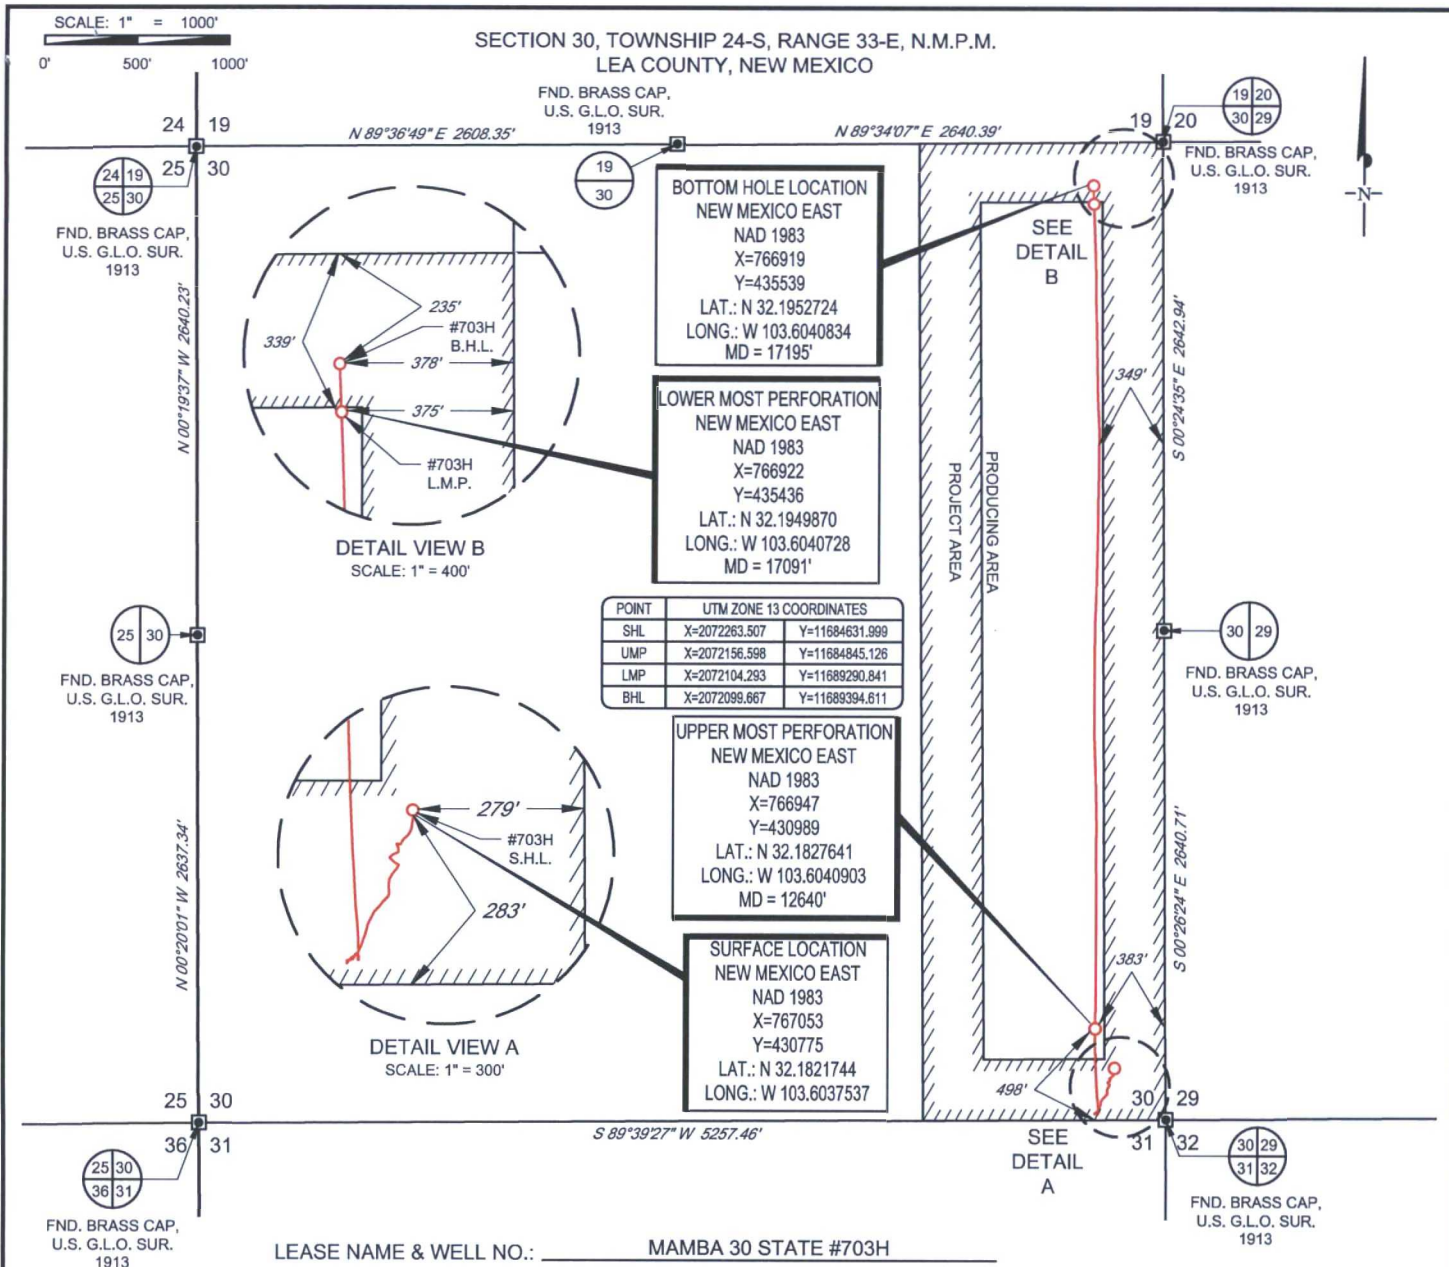 SCALE: 1" = 1000'
0' 500' 1000'
SECTION 30, TOWNSHIP 24-S, RANGE 33-E, N.M.P.M.
LEA COUNTY, NEW MEXICO
FND. BRASS CAP,
U.S. G.L.O. SUR.
1913
24 19
25 30
N 89°36'49" E 2608.35'
N 89°34'07" E 2640.39'
19 20
30 29
19 20
24 19
25 30
19
30
FND. BRASS CAP,
U.S. G.L.O. SUR.
1913
FND. BRASS CAP,
U.S. G.L.O. SUR.
1913
-N-
BOTTOM HOLE LOCATION
NEW MEXICO EAST
NAD 1983
X=766919
Y=435539
LAT.: N 32.1952724
LONG.: W 103.6040834
MD = 17195'
SEE
DETAIL
B
N 00°19'37" W 2640.23'
S 00°24'35" E 2642.94'
235'
339'
#703H
B.H.L.
378'
375'
#703H
L.M.P.
DETAIL VIEW B
SCALE: 1" = 400'
349'
LOWER MOST PERFORATION
NEW MEXICO EAST
NAD 1983
X=766922
Y=435436
LAT.: N 32.1949870
LONG.: W 103.6040728
MD = 17091'
PROJECT AREA
PRODUCING AREA
POINT UTM ZONE 13 COORDINATES
SHL X=2072263.507 Y=11684631.999
UMP X=2072156.598 Y=11684845.126
LMP X=2072104.293 Y=11689290.841
BHL X=2072099.667 Y=11689394.611
25 30
FND. BRASS CAP,
U.S. G.L.O. SUR.
1913
30 29
FND. BRASS CAP,
U.S. G.L.O. SUR.
1913
UPPER MOST PERFORATION
NEW MEXICO EAST
NAD 1983
X=766947
Y=430989
LAT.: N 32.1827641
LONG.: W 103.6040903
MD = 12640'
N 00°20'01" W 2637.34'
S 00°26'24" E 2640.71'
279'
#703H
S.H.L.
283'
DETAIL VIEW A
SCALE: 1" = 300'
383'
498'
SURFACE LOCATION
NEW MEXICO EAST
NAD 1983
X=767053
Y=430775
LAT.: N 32.1821744
LONG.: W 103.6037537
25 30
36 31
S 89°39'27" W 5257.46'
30 29
31 32
SEE
DETAIL
A
25 30
36 31
FND. BRASS CAP,
U.S. G.L.O. SUR.
1913
30 29
31 32
FND. BRASS CAP,
U.S. G.L.O. SUR.
1913
LEASE NAME & WELL NO.: MAMBA 30 STATE #703H